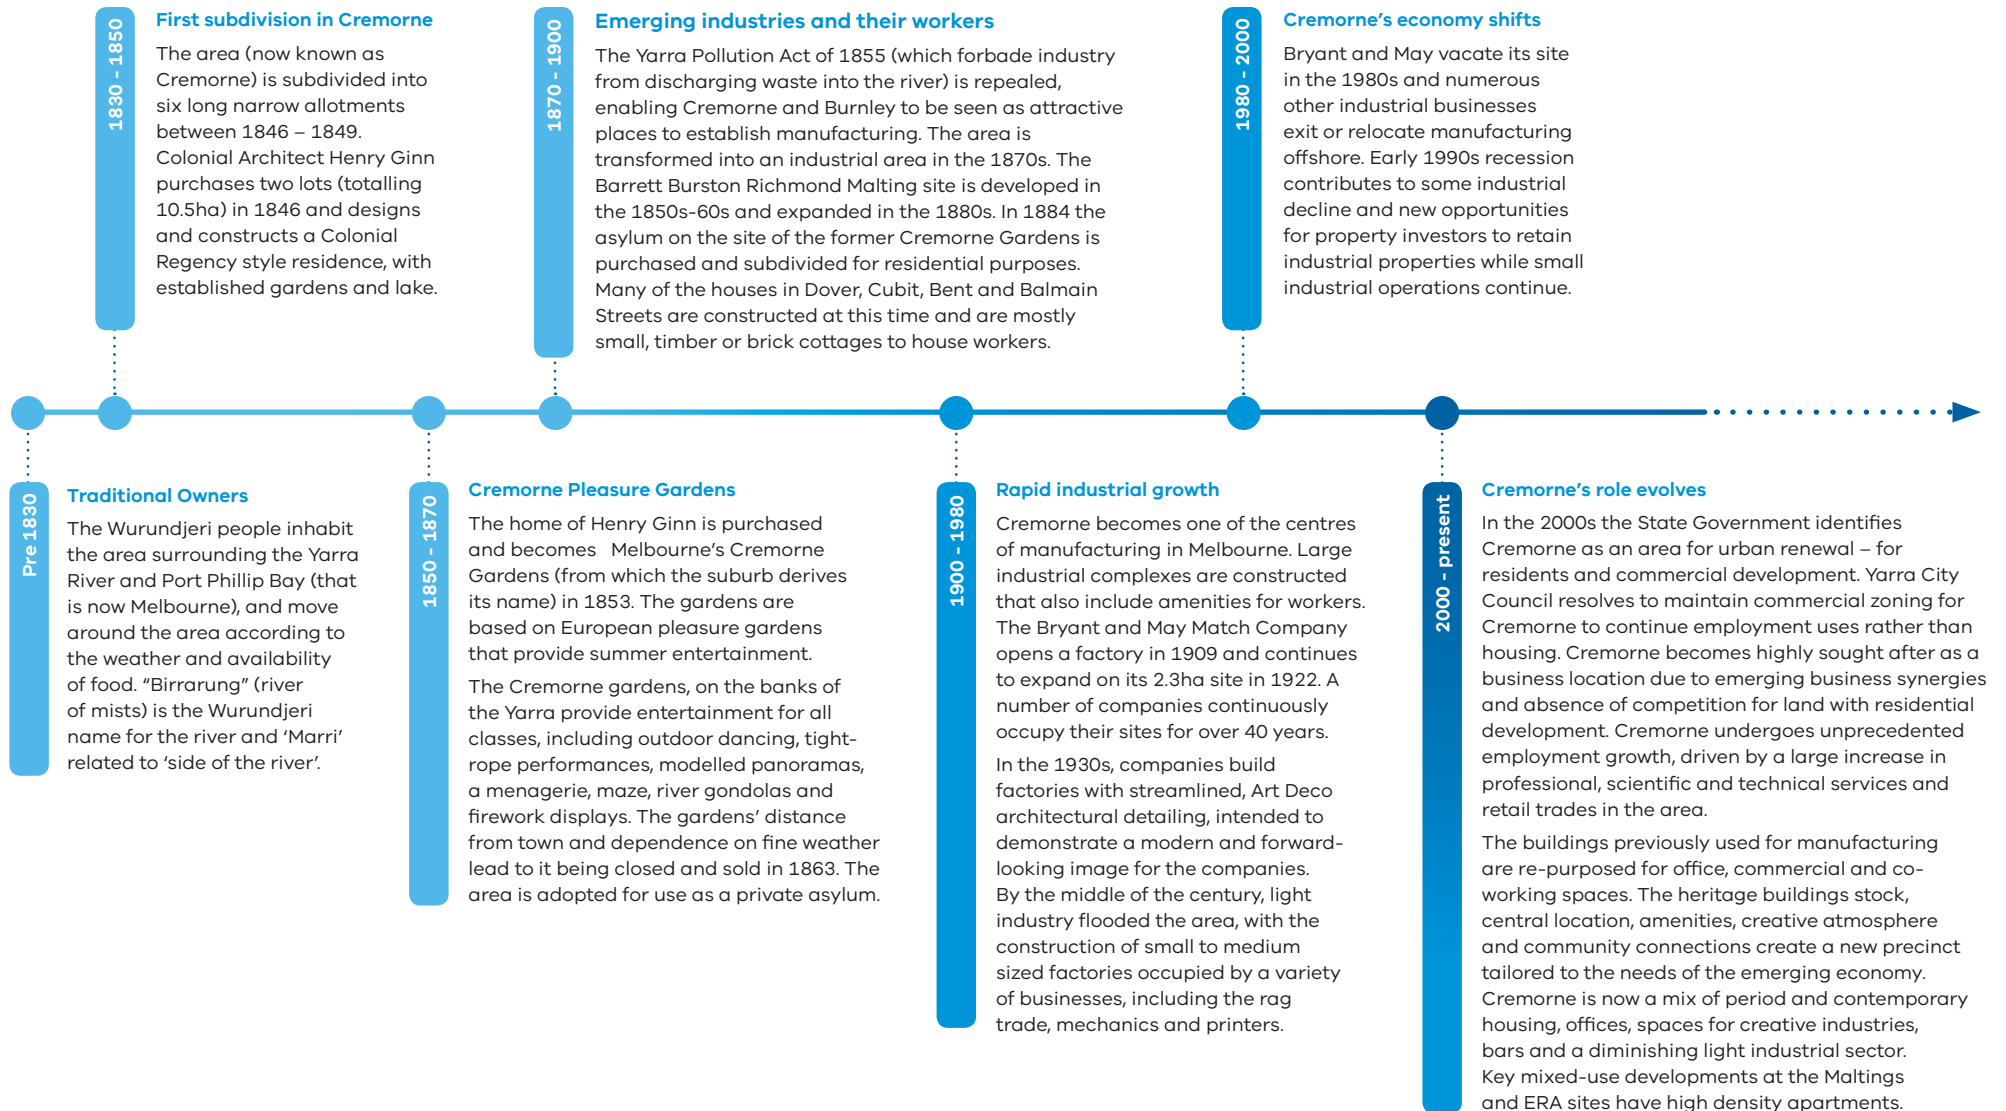 1830 - 1850
First subdivision in Cremorne
The area (now known as
Cremorne) is subdivided into
six long narrow allotments
between 1846 – 1849.
Colonial Architect Henry Ginn
purchases two lots (totalling
10.5ha) in 1846 and designs
and constructs a Colonial
Regency style residence, with
established gardens and lake.
1870 - 1900
Emerging industries and their workers
The Yarra Pollution Act of 1855 (which forbade industry
from discharging waste into the river) is repealed,
enabling Cremorne and Burnley to be seen as attractive
places to establish manufacturing. The area is
transformed into an industrial area in the 1870s. The
Barrett Burston Richmond Malting site is developed in
the 1850s-60s and expanded in the 1880s. In 1884 the
asylum on the site of the former Cremorne Gardens is
purchased and subdivided for residential purposes.
Many of the houses in Dover, Cubit, Bent and Balmain
Streets are constructed at this time and are mostly
small, timber or brick cottages to house workers.
1980 - 2000
Cremorne's economy shifts
Bryant and May vacate its site
in the 1980s and numerous
other industrial businesses
exit or relocate manufacturing
offshore. Early 1990s recession
contributes to some industrial
decline and new opportunities
for property investors to retain
industrial properties while small
industrial operations continue.
Pre 1830
Traditional Owners
The Wurundjeri people inhabit
the area surrounding the Yarra
River and Port Phillip Bay (that
is now Melbourne), and move
around the area according to
the weather and availability
of food. “Birrarung” (river
of mists) is the Wurundjeri
name for the river and ‘Marri’
related to ‘side of the river’.
1850 - 1870
Cremorne Pleasure Gardens
The home of Henry Ginn is purchased
and becomes Melbourne's Cremorne
Gardens (from which the suburb derives
its name) in 1853. The gardens are
based on European pleasure gardens
that provide summer entertainment.
The Cremorne gardens, on the banks of
the Yarra provide entertainment for all
classes, including outdoor dancing, tight-
rope performances, modelled panoramas,
a menagerie, maze, river gondolas and
firework displays. The gardens’ distance
from town and dependence on fine weather
lead to it being closed and sold in 1863. The
area is adopted for use as a private asylum.
1900 - 1980
Rapid industrial growth
Cremorne becomes one of the centres
of manufacturing in Melbourne. Large
industrial complexes are constructed
that also include amenities for workers.
The Bryant and May Match Company
opens a factory in 1909 and continues
to expand on its 2.3ha site in 1922. A
number of companies continuously
occupy their sites for over 40 years.
In the 1930s, companies build
factories with streamlined, Art Deco
architectural detailing, intended to
demonstrate a modern and forward-
looking image for the companies.
By the middle of the century, light
industry flooded the area, with the
construction of small to medium
sized factories occupied by a variety
of businesses, including the rag
trade, mechanics and printers.
2000 - present
Cremorne's role evolves
In the 2000s the State Government identifies
Cremorne as an area for urban renewal – for
residents and commercial development. Yarra City
Council resolves to maintain commercial zoning for
Cremorne to continue employment uses rather than
housing. Cremorne becomes highly sought after as a
business location due to emerging business synergies
and absence of competition for land with residential
development. Cremorne undergoes unprecedented
employment growth, driven by a large increase in
professional, scientific and technical services and
retail trades in the area.
The buildings previously used for manufacturing
are re-purposed for office, commercial and co-
working spaces. The heritage buildings stock,
central location, amenities, creative atmosphere
and community connections create a new precinct
tailored to the needs of the emerging economy.
Cremorne is now a mix of period and contemporary
housing, offices, spaces for creative industries,
bars and a diminishing light industrial sector.
Key mixed-use developments at the Maltings
and ERA sites have high density apartments.